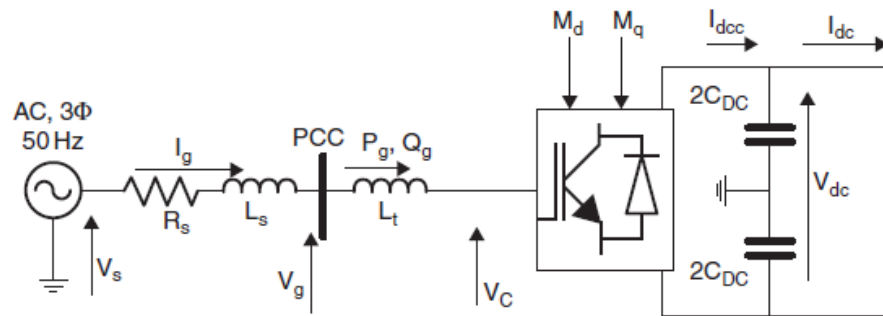 M_d
M_q
I_dcc
I_dc
AC, 3Φ
50 Hz
I_g
PCC
P_g, Q_g
2C_DC
R_s
L_s
L_t
V_s
V_g
V_C
V_dc
2C_DC